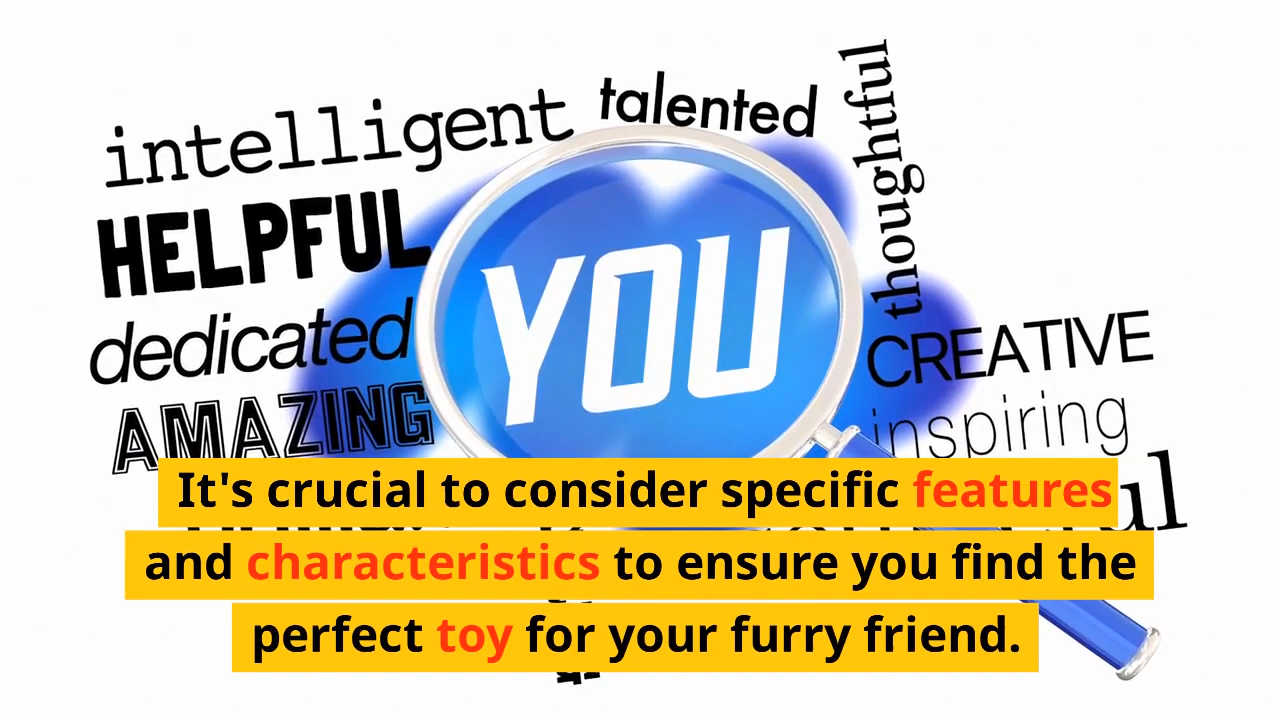 intelligent
talented
thoughtful
HELPFUL
YOU
dedicated
CREATIVE
AMAZING
inspiring
It's crucial to consider specific features
and characteristics to ensure you find the
perfect toy for your furry friend.